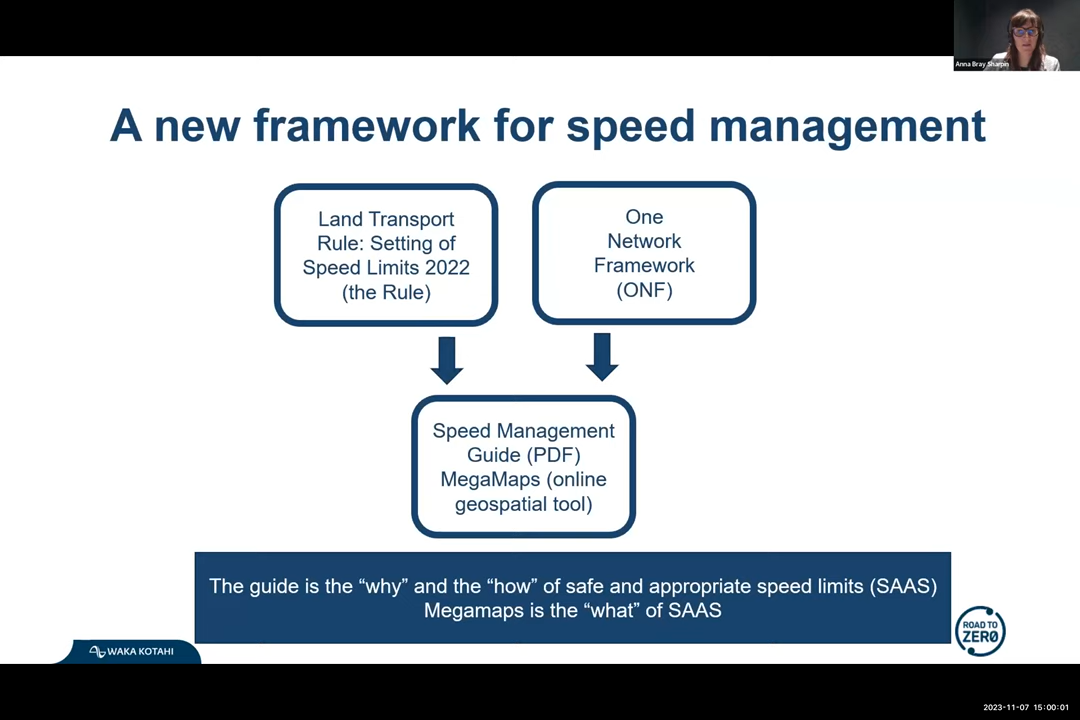 Anna Bray Sharpin
A new framework for speed management
Land Transport
Rule: Setting of
Speed Limits 2022
(the Rule)
One
Network
Framework
(ONF)
Speed Management
Guide (PDF)
MegaMaps (online
geospatial tool)
The guide is the “why” and the “how” of safe and appropriate speed limits (SAAS)
Megamaps is the “what” of SAAS
WAKA KOTAHI
ROAD TO
ZERO
2023-11-07 15:00:01